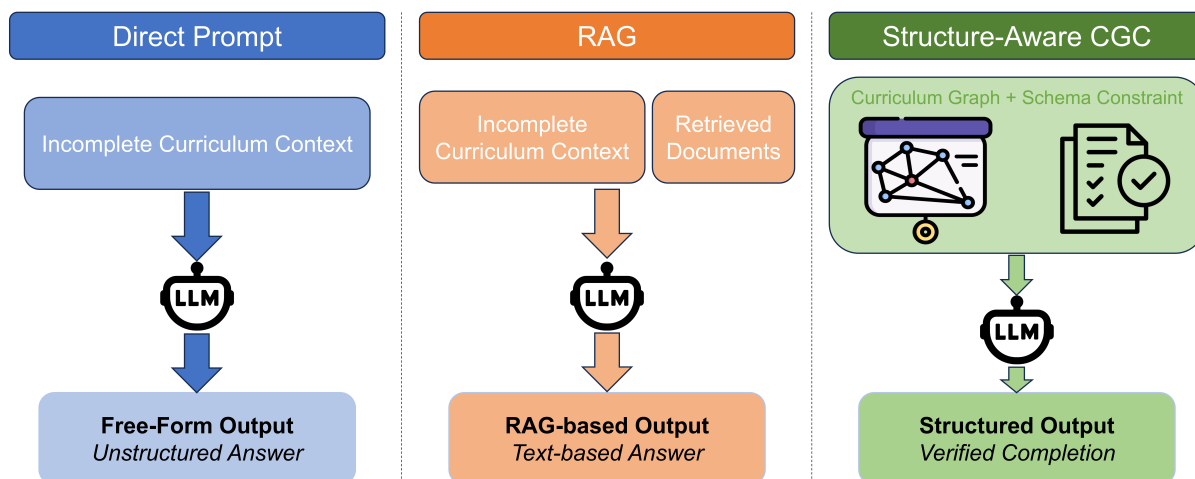 Direct Prompt
Incomplete Curriculum Context
LLM
Free-Form Output
Unstructured Answer
RAG
Incomplete
Curriculum Context
Retrieved
Documents
LLM
RAG-based Output
Text-based Answer
Structure-Aware CGC
Curriculum Graph + Schema Constraint
LLM
Structured Output
Verified Completion